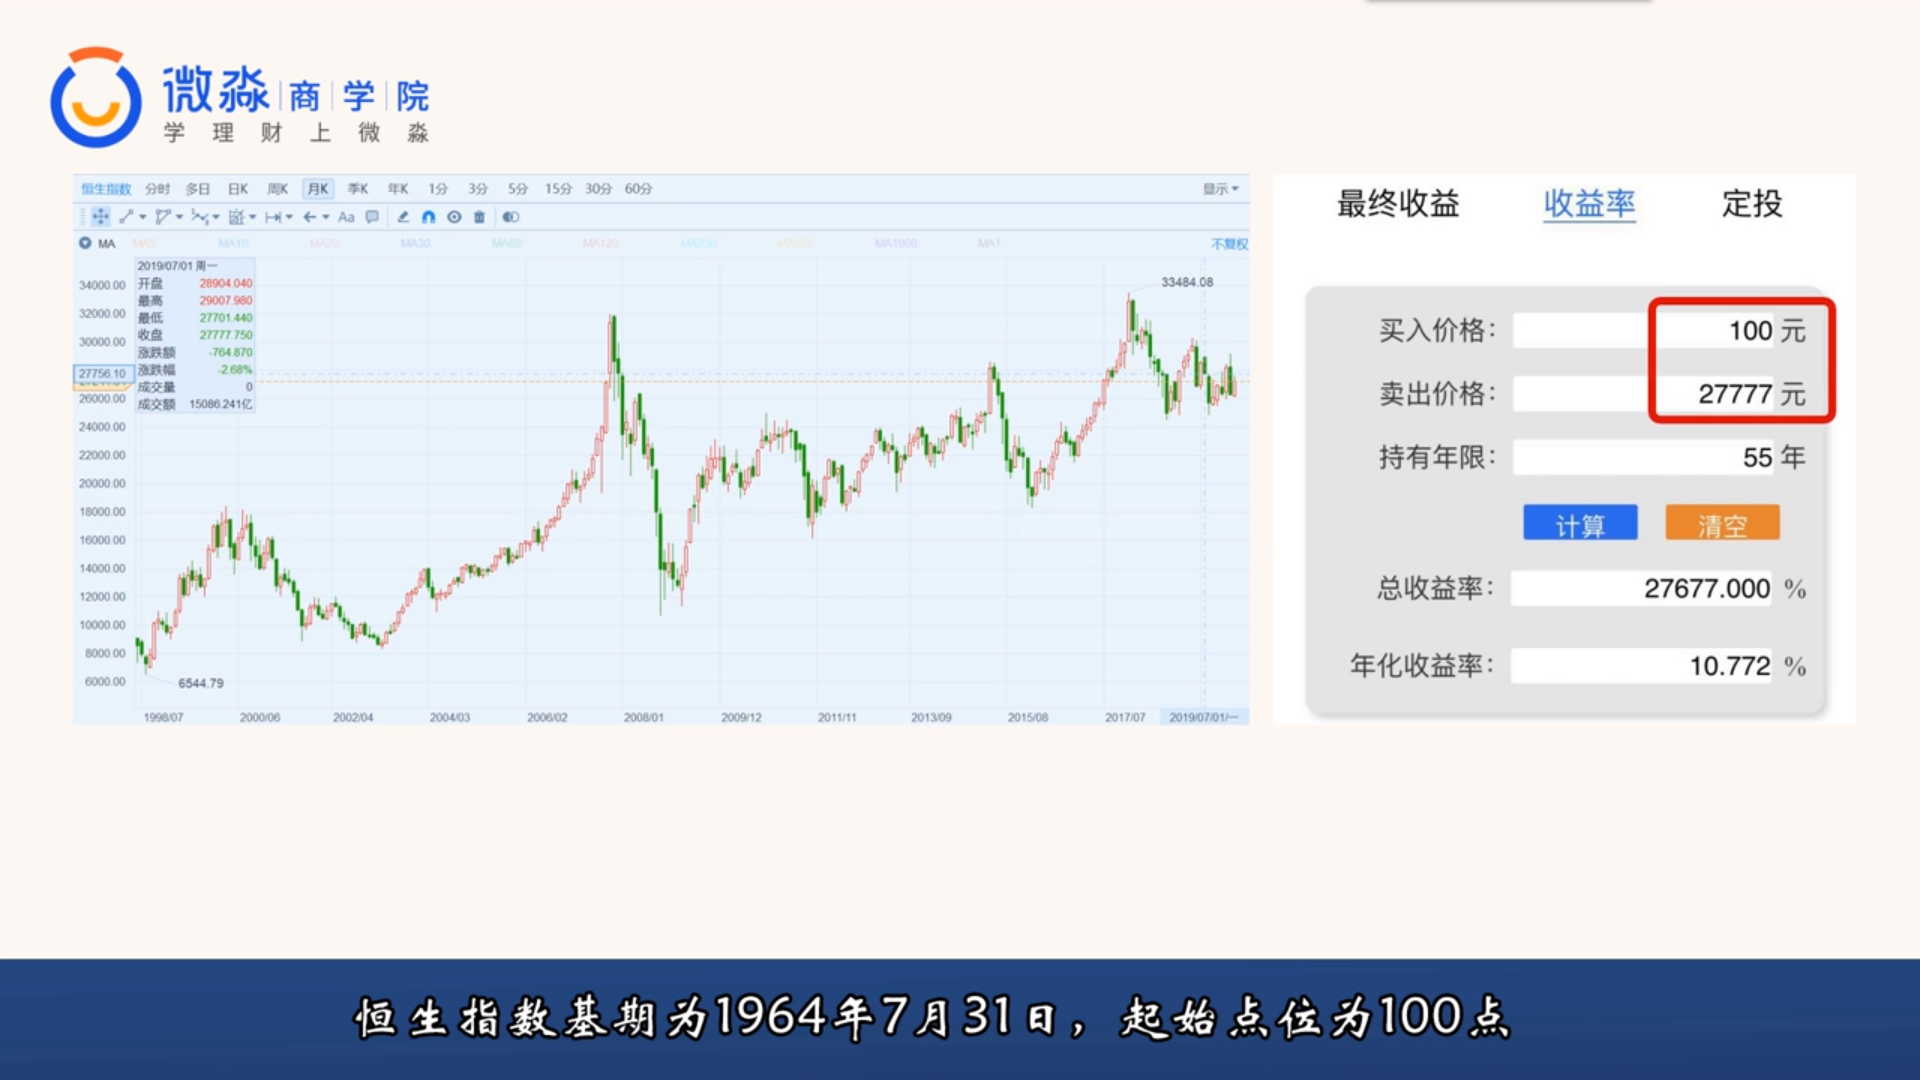 微淼|商|学|院
学理财上微淼
恒生指数 分时 多日 日K 周K 月K 季K 年K 1分 3分 5分 15分 30分 60分 显示
Aa
MA MA5: MA10 MA20 MA30 MA60: MA120: MA250: MA500: MA1000: MA1: 不复权
2019/07/01 周一
开盘 28904.040
最高 29007.980
最低 27701.440
收盘 27777.750
涨跌额 -764.870
涨跌幅 -2.68%
成交量 0
成交额 15086.241亿
34000.00
32000.00
30000.00
27756.10
26000.00
24000.00
22000.00
20000.00
18000.00
16000.00
14000.00
12000.00
10000.00
8000.00
6000.00
33484.08
6544.79
1998/07 2000/06 2002/04 2004/03 2006/02 2008/01 2009/12 2011/11 2013/09 2015/08 2017/07 2019/07/01/一
最终收益 收益率 定投
买入价格: 100 元
卖出价格: 27777 元
持有年限: 55 年
计算 清空
总收益率: 27677.000 %
年化收益率: 10.772 %
恒生指数基期为1964年7月31日，起始点位为100点